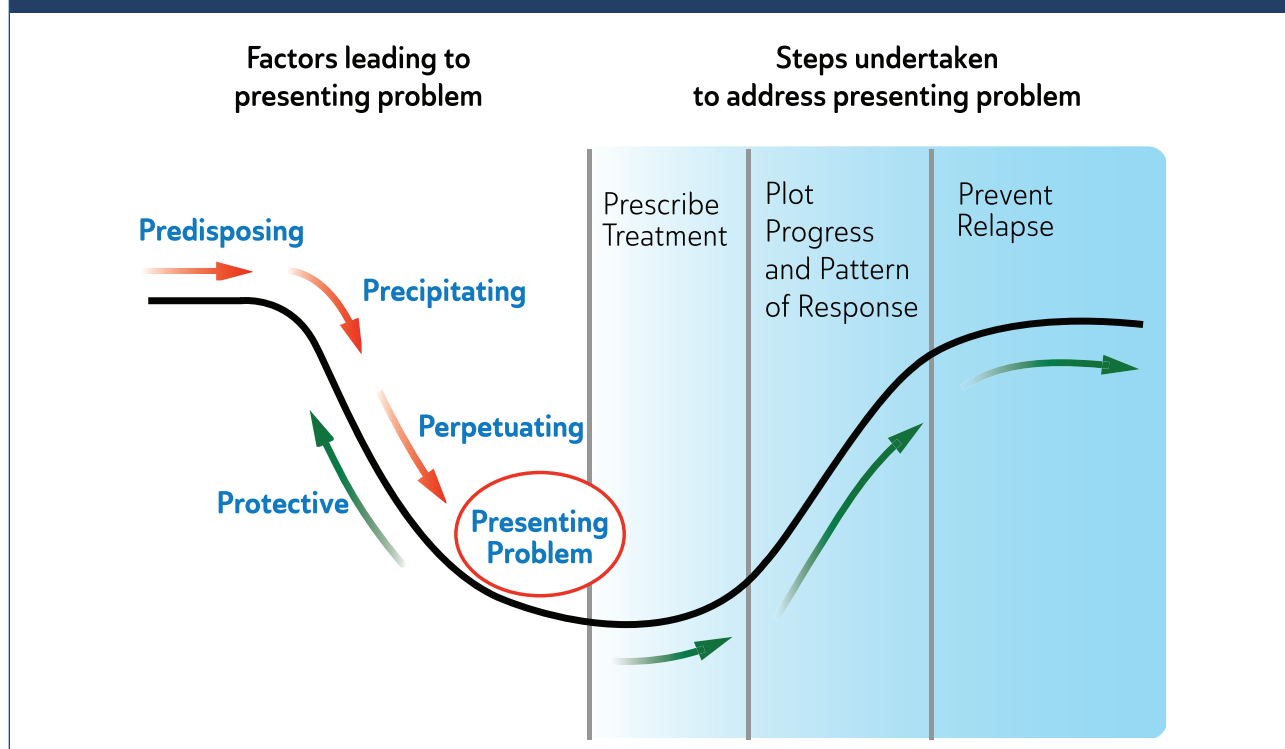 Factors leading to
presenting problem
Steps undertaken
to address presenting problem
Predisposing
Precipitating
Perpetuating
Protective
Presenting
Problem
Prescribe
Treatment
Plot
Progress
and Pattern
of Response
Prevent
Relapse